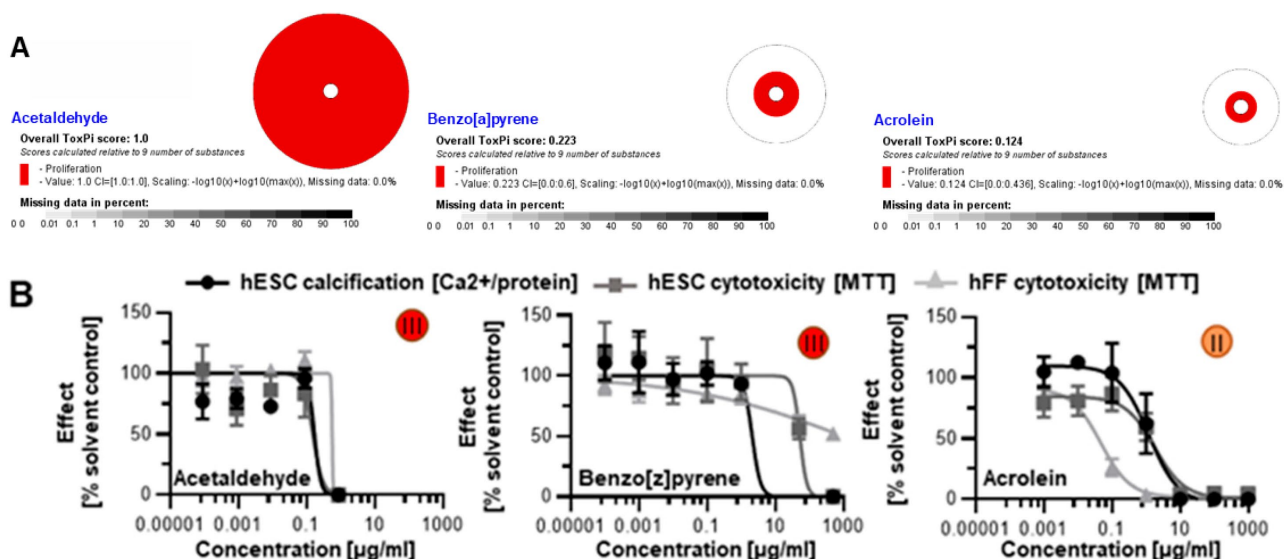 A
Acetaldehyde
Overall ToxPi score: 1.0
Scores calculated relative to 9 number of substances
- Proliferation
- Value: 1.0 CI=[1.0:1.0], Scaling: -log10(x)+log10(max(x)), Missing data: 0.0%
Missing data in percent:
0 0 0.01 0.1 1 10 20 30 40 50 60 70 80 90 100
Benzo[a]pyrene
Overall ToxPi score: 0.223
Scores calculated relative to 9 number of substances
- Proliferation
- Value: 0.223 CI=[0.0:0.6], Scaling: -log10(x)+log10(max(x)), Missing data: 0.0%
Missing data in percent:
0 0 0.01 0.1 1 10 20 30 40 50 60 70 80 90 100
Acrolein
Overall ToxPi score: 0.124
Scores calculated relative to 9 number of substances
- Proliferation
- Value: 0.124 CI=[0.0:0.436], Scaling: -log10(x)+log10(max(x)), Missing data: 0.0%
Missing data in percent:
0 0 0.01 0.1 1 10 20 30 40 50 60 70 80 90 100
B
hESC calcification [Ca2+/protein] hESC cytotoxicity [MTT] hFF cytotoxicity [MTT]
Effect
[% solvent control]
150
100
50
0
III
Acetaldehyde
0.00001 0.001 0.1 10 1000
Concentration [µg/ml]
Effect
[% solvent control]
150
100
50
0
III
Benzo[z]pyrene
0.00001 0.001 0.1 10 1000
Concentration [µg/ml]
Effect
[% solvent control]
150
100
50
0
II
Acrolein
0.00001 0.001 0.1 10 1000
Concentration [µg/ml]